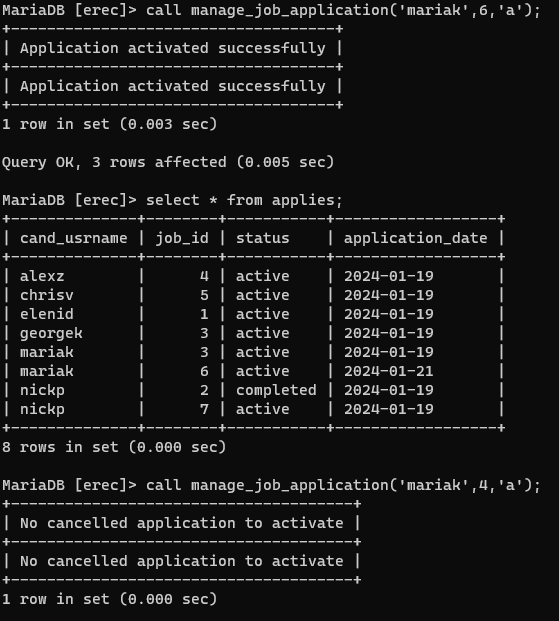 MariaDB [erec]> call manage_job_application('mariak',6,'a');
+------------------------------------+
| Application activated successfully |
+------------------------------------+
| Application activated successfully |
+------------------------------------+
1 row in set (0.003 sec)

Query OK, 3 rows affected (0.005 sec)

MariaDB [erec]> select * from applies;
+--------------+--------+-----------+------------------+
| cand_usrname | job_id | status    | application_date |
+--------------+--------+-----------+------------------+
| alexz        |      4 | active    | 2024-01-19       |
| chrisv       |      5 | active    | 2024-01-19       |
| elenid       |      1 | active    | 2024-01-19       |
| georgek      |      3 | active    | 2024-01-19       |
| mariak       |      3 | active    | 2024-01-19       |
| mariak       |      6 | active    | 2024-01-21       |
| nickp        |      2 | completed | 2024-01-19       |
| nickp        |      7 | active    | 2024-01-19       |
+--------------+--------+-----------+------------------+
8 rows in set (0.000 sec)

MariaDB [erec]> call manage_job_application('mariak',4,'a');
+--------------------------------------+
| No cancelled application to activate |
+--------------------------------------+
| No cancelled application to activate |
+--------------------------------------+
1 row in set (0.000 sec)